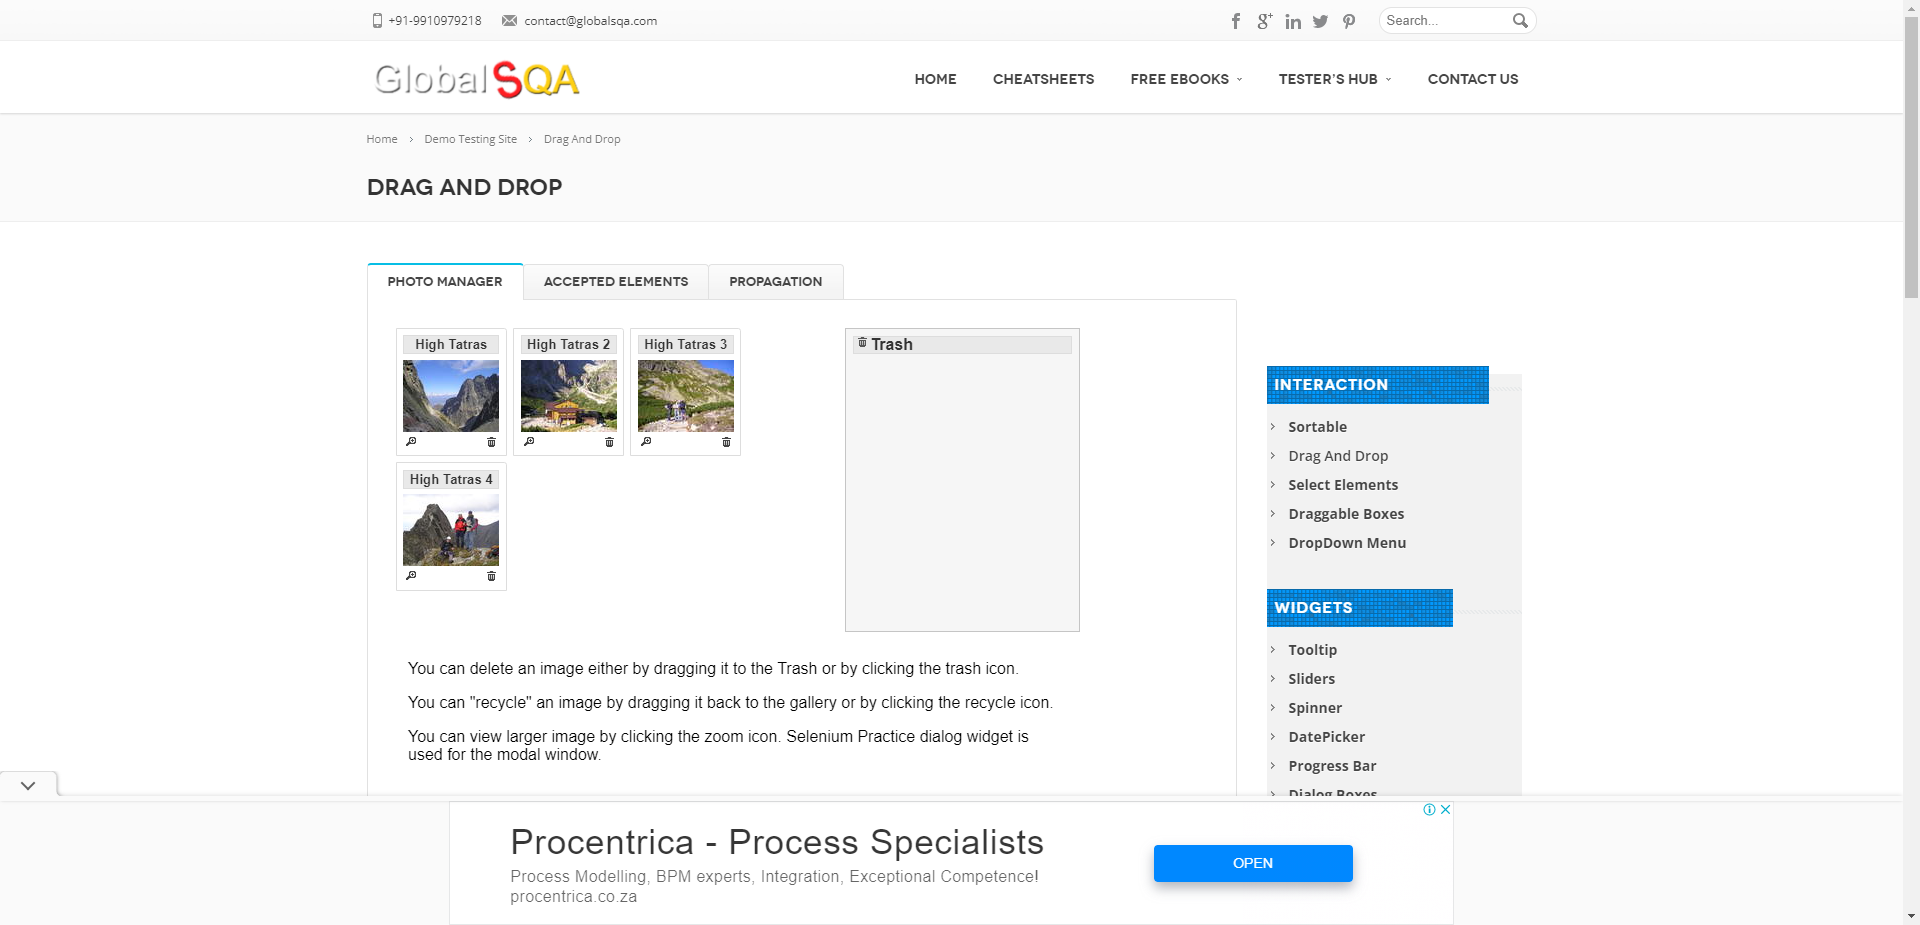 +91-9910979218 contact@globalsqa.com Search...
GlobalSQA
HOME CHEATSHEETS FREE EBOOKS TESTER'S HUB CONTACT US
Home › Demo Testing Site › Drag And Drop
DRAG AND DROP
PHOTO MANAGER ACCEPTED ELEMENTS PROPAGATION
High Tatras High Tatras 2 High Tatras 3
High Tatras 4
Trash
You can delete an image either by dragging it to the Trash or by clicking the trash icon.
You can "recycle" an image by dragging it back to the gallery or by clicking the recycle icon.
You can view larger image by clicking the zoom icon. Selenium Practice dialog widget is
used for the modal window.
INTERACTION
Sortable
Drag And Drop
Select Elements
Draggable Boxes
DropDown Menu
WIDGETS
Tooltip
Sliders
Spinner
DatePicker
Progress Bar
Dialog Boxes
Procentrica - Process Specialists
Process Modelling, BPM experts, Integration, Exceptional Competence!
procentrica.co.za
OPEN